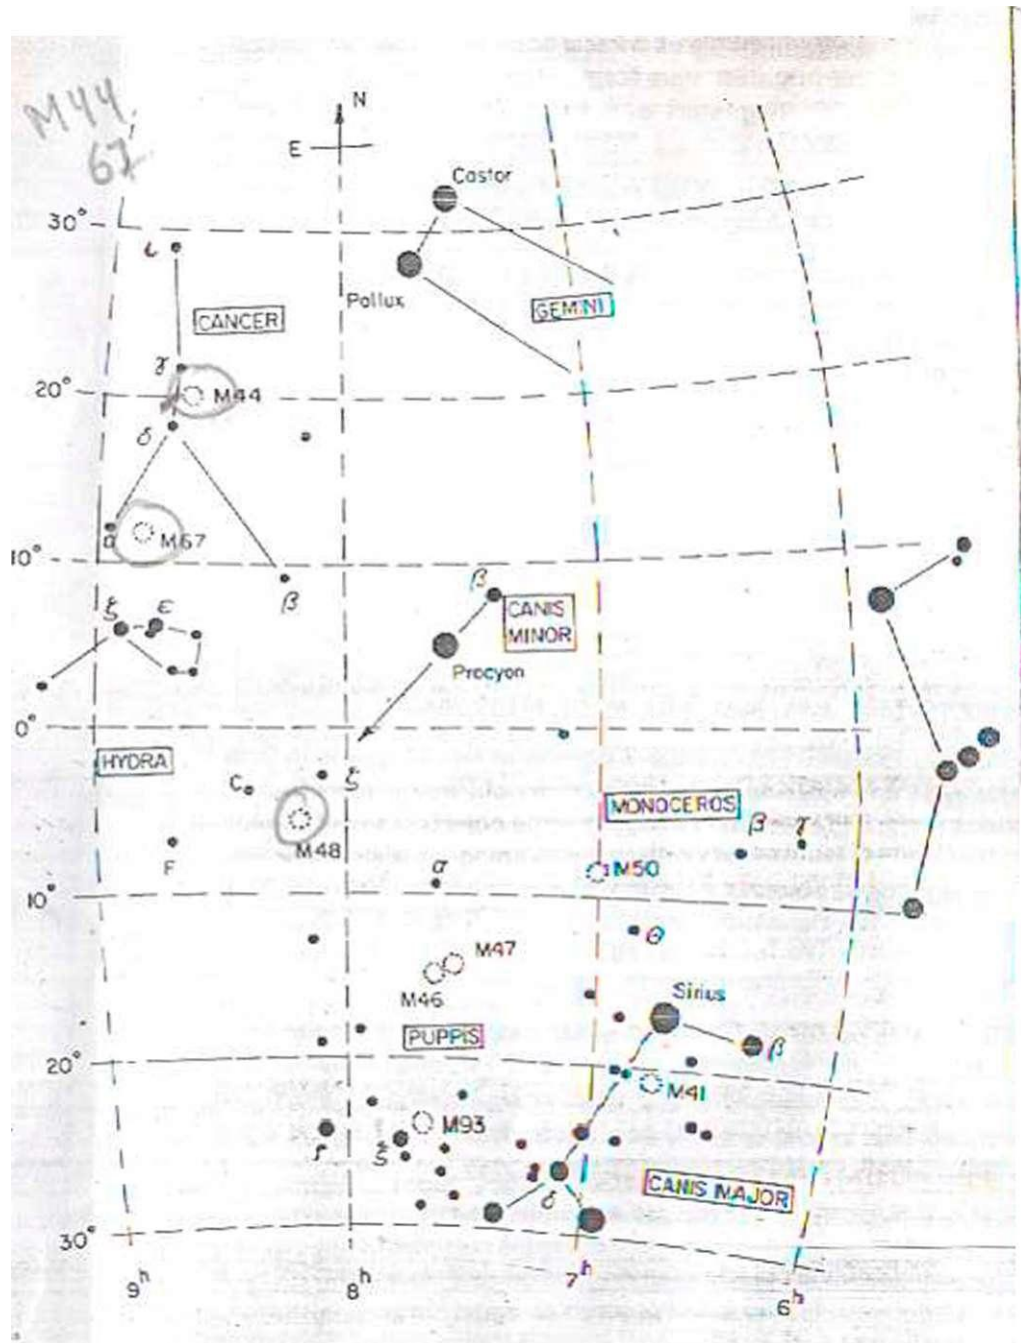 M44,
67
N
E
Castor
30°
ι
Pollux
GEMINI
CANCER
γ
20°
M44
δ
α
M67
10°
β
ξ
ε
β
CANIS
MINOR
Procyon
0°
HYDRA
C
ξ
MONOCEROS
M48
β
γ
F
M50
α
10°
θ
M47
M46
Sirius
PUPPIS
β
20°
M41
M93
ρ
ξ
CANIS MAJOR
δ
30°
9h
8h
7h
6h